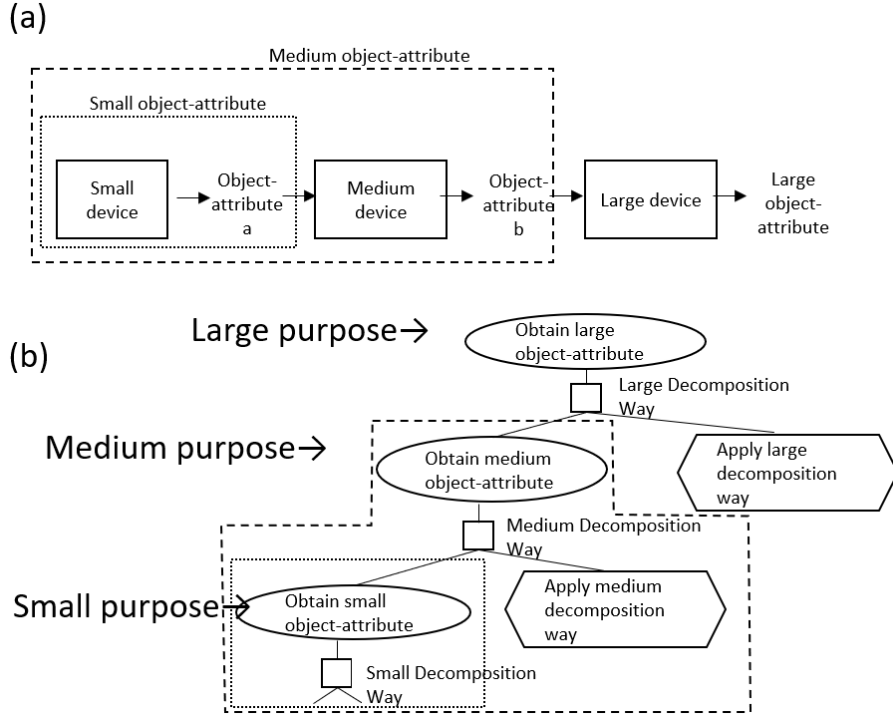 (a)
Medium object-attribute
Small object-attribute
Small
device
Object-
attribute
a
Medium
device
Object-
attribute
b
Large device
Large
object-
attribute
(b)
Large purpose→
Obtain large
object-attribute
Large Decomposition
Way
Medium purpose→
Obtain medium
object-attribute
Apply large
decomposition
way
Medium Decomposition
Way
Small purpose→
Obtain small
object-attribute
Apply medium
decomposition
way
Small Decomposition
Way